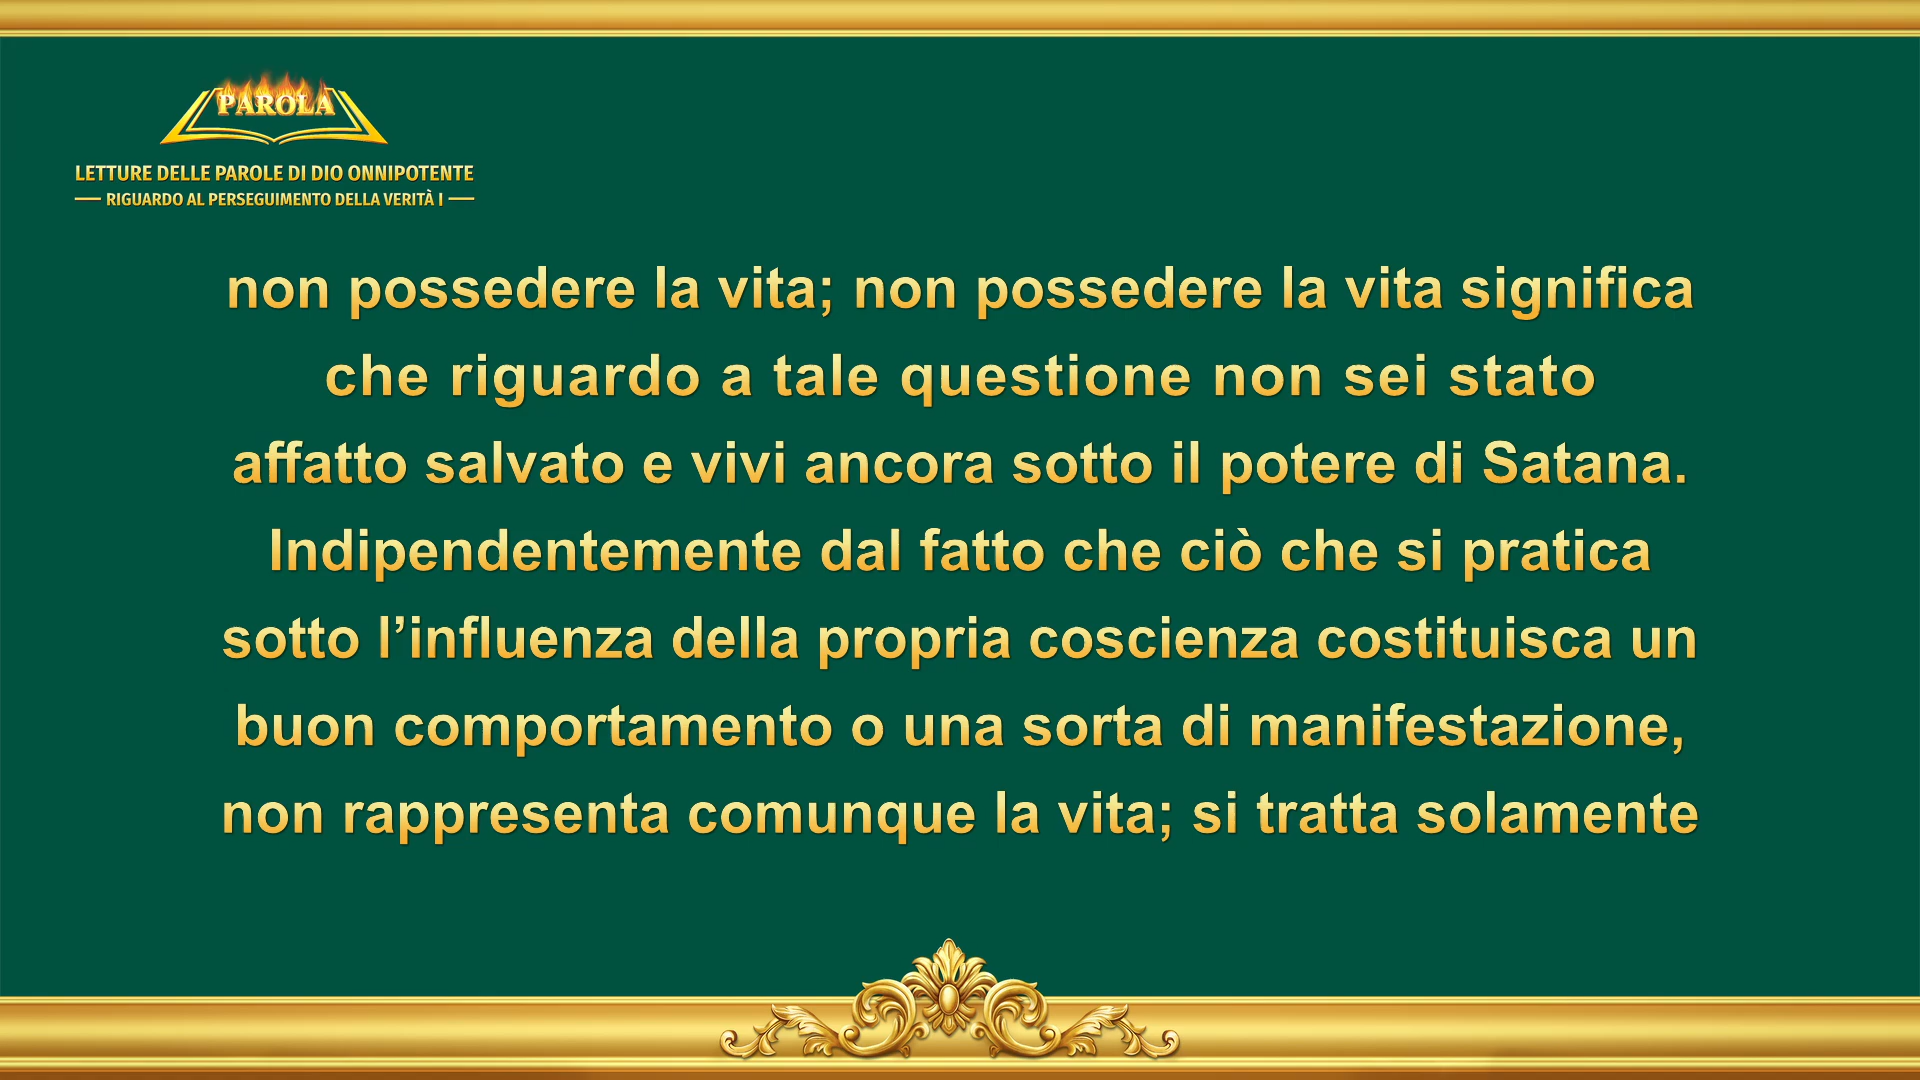 PAROLA
LETTURE DELLE PAROLE DI DIO ONNIPOTENTE
RIGUARDO AL PERSEGUIMENTO DELLA VERITÀ I
non possedere la vita; non possedere la vita significa
che riguardo a tale questione non sei stato
affatto salvato e vivi ancora sotto il potere di Satana.
Indipendentemente dal fatto che ciò che si pratica
sotto l’influenza della propria coscienza costituisca un
buon comportamento o una sorta di manifestazione,
non rappresenta comunque la vita; si tratta solamente